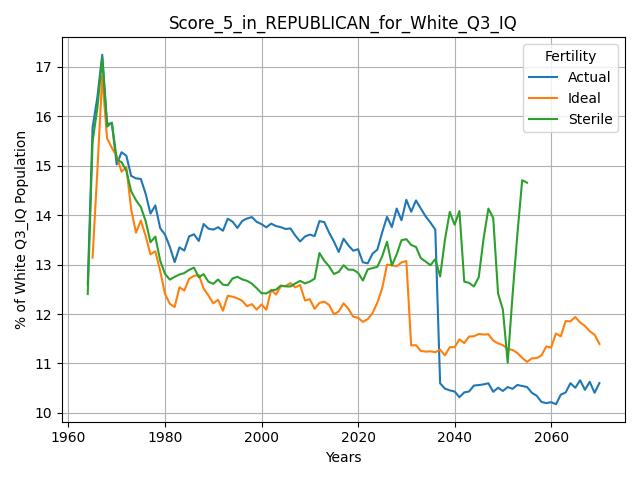 Score_5_in_REPUBLICAN_for_White_Q3_IQ
Fertility
Actual
Ideal
Sterile
% of White Q3_IQ Population
17
16
15
14
13
12
11
10
1960
1980
2000
2020
2040
2060
Years